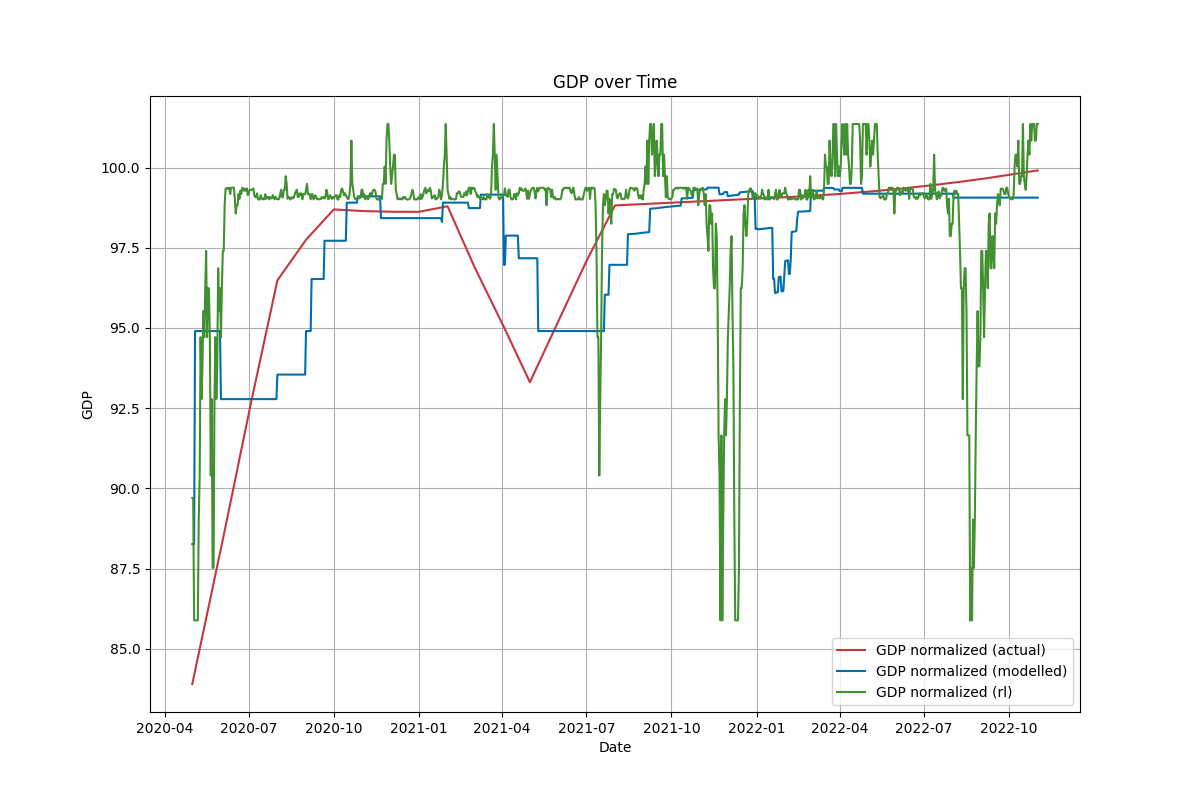 GDP over Time
GDP
100.0
97.5
95.0
92.5
90.0
87.5
85.0
GDP normalized (actual)
GDP normalized (modelled)
GDP normalized (rl)
2020-04 2020-07 2020-10 2021-01 2021-04 2021-07 2021-10 2022-01 2022-04 2022-07 2022-10
Date